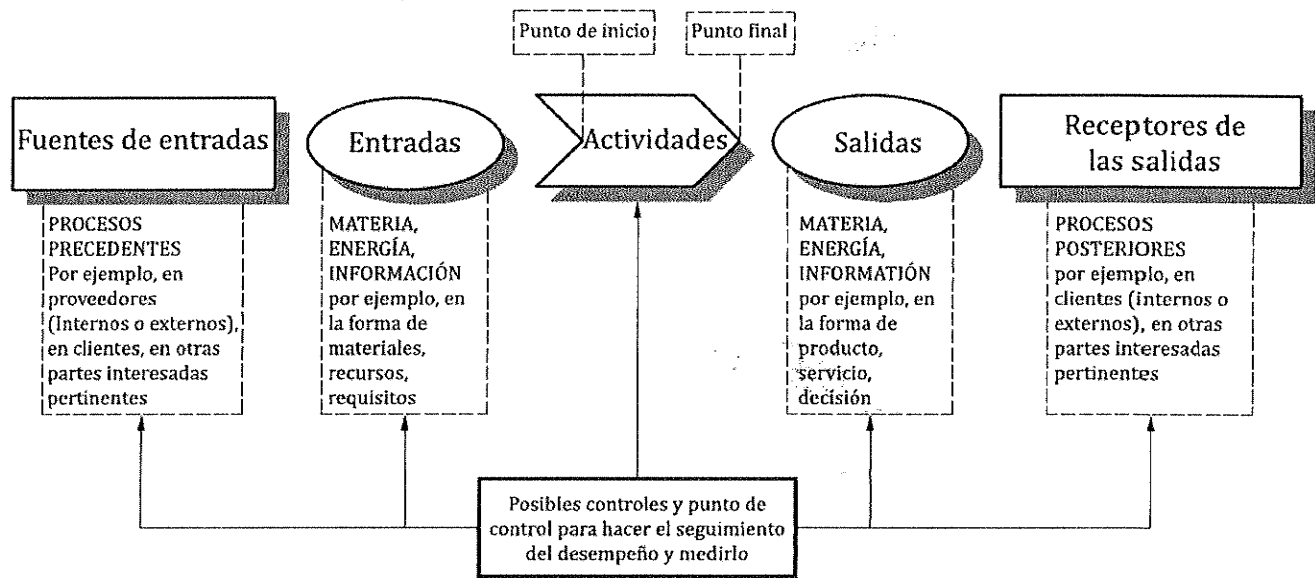 Punto de inicio
Punto final
Fuentes de entradas
Entradas
Actividades
Salidas
Receptores de
las salidas
PROCESOS
PRECEDENTES
Por ejemplo, en
proveedores
(Internos o externos),
en clientes, en otras
partes interesadas
pertinentes
MATERIA,
ENERGÍA,
INFORMACIÓN
por ejemplo, en
la forma de
materiales,
recursos,
requisitos
MATERIA,
ENERGÍA,
INFORMATIÓN
por ejemplo, en
la forma de
producto,
servicio,
decisión
PROCESOS
POSTERIORES
por ejemplo, en
clientes (internos o
externos), en otras
partes interesadas
pertinentes
Posibles controles y punto de
control para hacer el seguimiento
del desempeño y medirlo